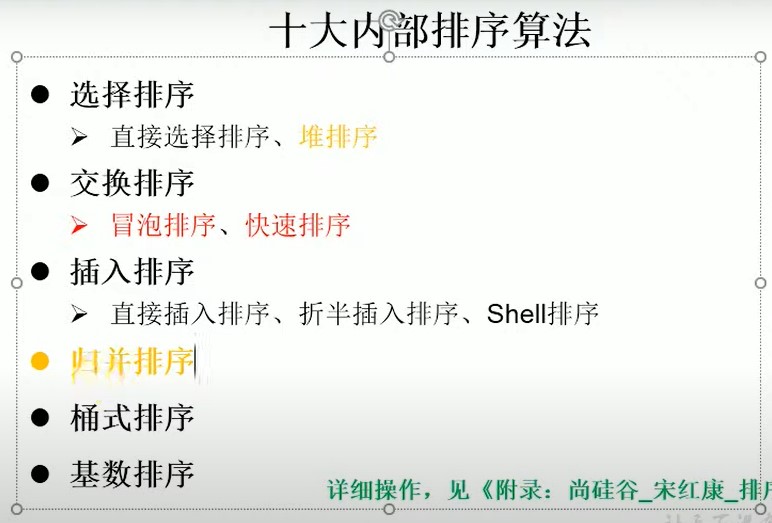 十大内部排序算法
选择排序
直接选择排序、堆排序
交换排序
冒泡排序、快速排序
插入排序
直接插入排序、折半插入排序、Shell排序
归并排序
桶式排序
基数排序
详细操作，见《附录：尚硅谷_宋红康_排